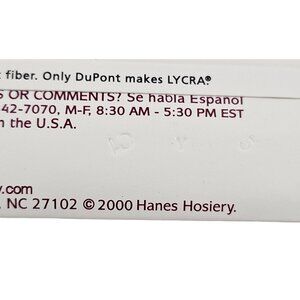 fiber. Only DuPont makes LYCRA®
S OR COMMENTS? Se habla Español
42-7070, M-F, 8:30 AM - 5:30 PM EST
the U.S.A.
y.com
, NC 27102 © 2000 Hanes Hosiery.